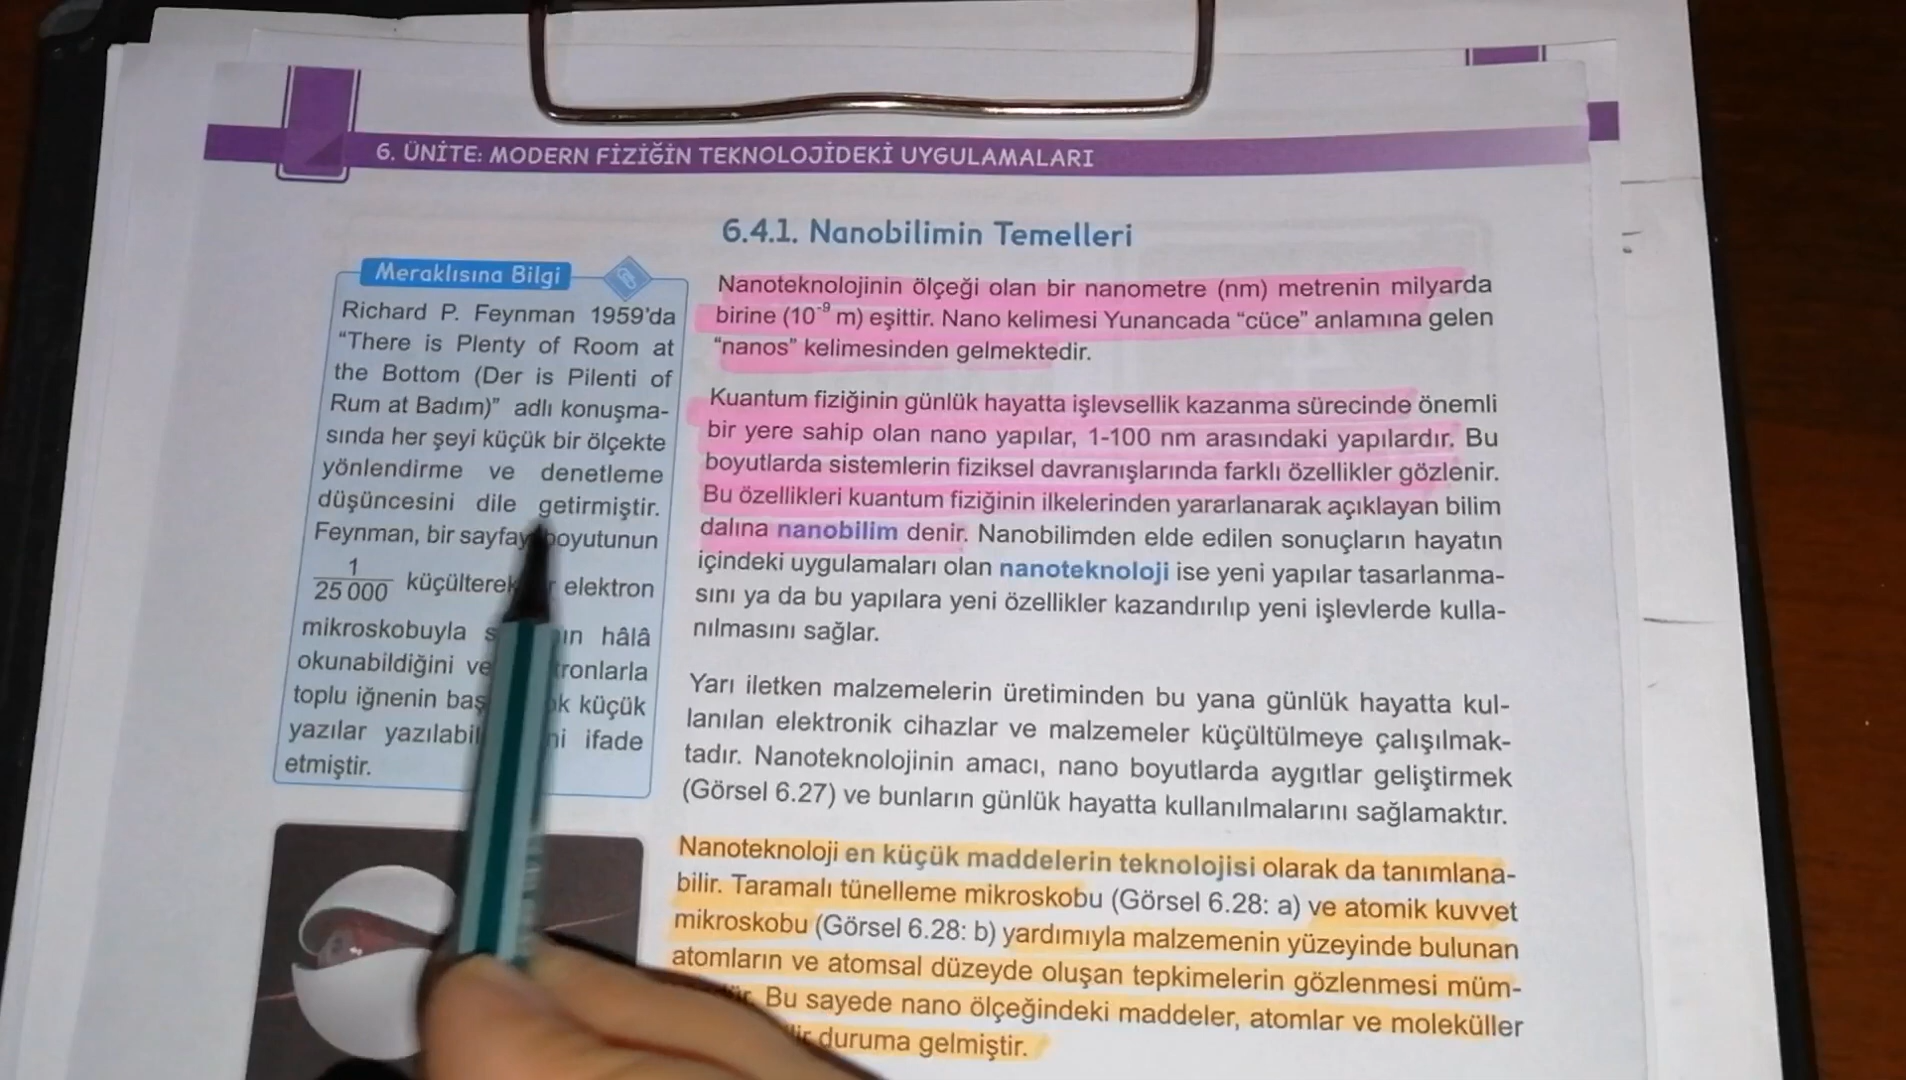 6. ÜNİTE: MODERN FİZİĞİN TEKNOLOJİDEKİ UYGULAMALARI
6.4.1. Nanobilimin Temelleri
Meraklısına Bilgi
Richard P. Feynman 1959'da
“There is Plenty of Room at
the Bottom (Der is Pilenti of
Rum at Badım)” adlı konuşma-
sında her şeyi küçük bir ölçekte
yönlendirme ve denetleme
düşüncesini dile getirmiştir.
Feynman, bir sayfa boyutunun
1
25 000 küçülterek elektron
mikroskobuyla hâlâ
okunabildiğini ve
toplu iğnenin küçük
yazılar ifade
etmiştir.
Nanoteknolojinin ölçeği olan bir nanometre (nm) metrenin milyarda
birine (10⁻⁹ m) eşittir. Nano kelimesi Yunancada “cüce” anlamına gelen
“nanos” kelimesinden gelmektedir.
Kuantum fiziğinin günlük hayatta işlevsellik kazanma sürecinde önemli
bir yere sahip olan nano yapılar, 1-100 nm arasındaki yapılardır. Bu
boyutlarda sistemlerin fiziksel davranışlarında farklı özellikler gözlenir.
Bu özellikleri kuantum fiziğinin ilkelerinden yararlanarak açıklayan bilim
dalına nanobilim denir. Nanobilimden elde edilen sonuçların hayatın
içindeki uygulamaları olan nanoteknoloji ise yeni yapılar tasarlanma-
sını ya da bu yapılara yeni özellikler kazandırılıp yeni işlevlerde kulla-
nılmasını sağlar.
Yarı iletken malzemelerin üretiminden bu yana günlük hayatta kul-
lanılan elektronik cihazlar ve malzemeler küçültülmeye çalışılmak-
tadır. Nanoteknolojinin amacı, nano boyutlarda aygıtlar geliştirmek
(Görsel 6.27) ve bunların günlük hayatta kullanılmalarını sağlamaktır.
Nanoteknoloji en küçük maddelerin teknolojisi olarak da tanımlana-
bilir. Taramalı tünelleme mikroskobu (Görsel 6.28: a) ve atomik kuvvet
mikroskobu (Görsel 6.28: b) yardımıyla malzemenin yüzeyinde bulunan
atomların ve atomsal düzeyde oluşan tepkimelerin gözlenmesi müm-
Bu sayede nano ölçeğindeki maddeler, atomlar ve moleküller
duruma gelmiştir.